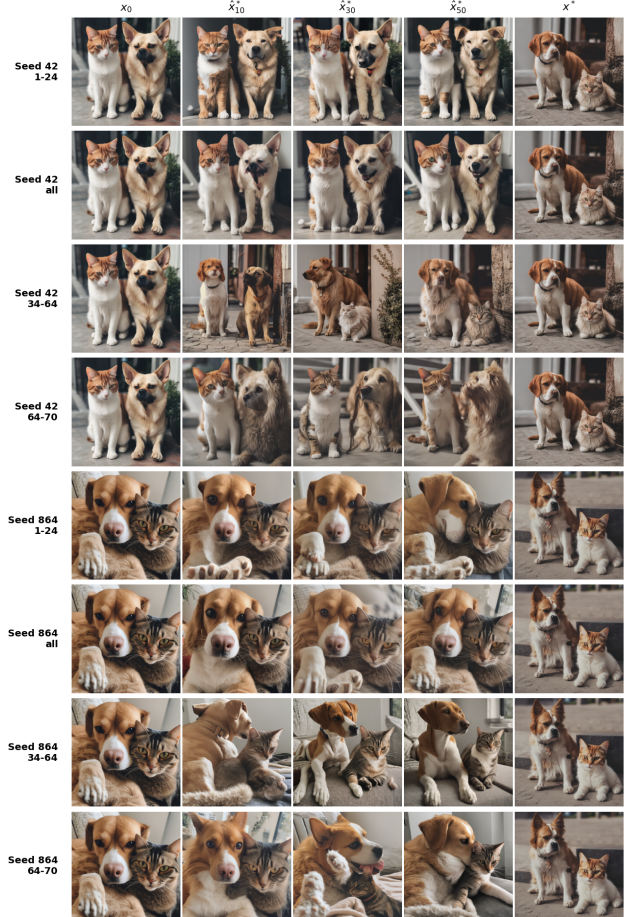 x₀ x̂*₁₀ x̂*₃₀ x̂*₅₀ x*
Seed 42
1-24
Seed 42
all
Seed 42
34-64
Seed 42
64-70
Seed 864
1-24
Seed 864
all
Seed 864
34-64
Seed 864
64-70